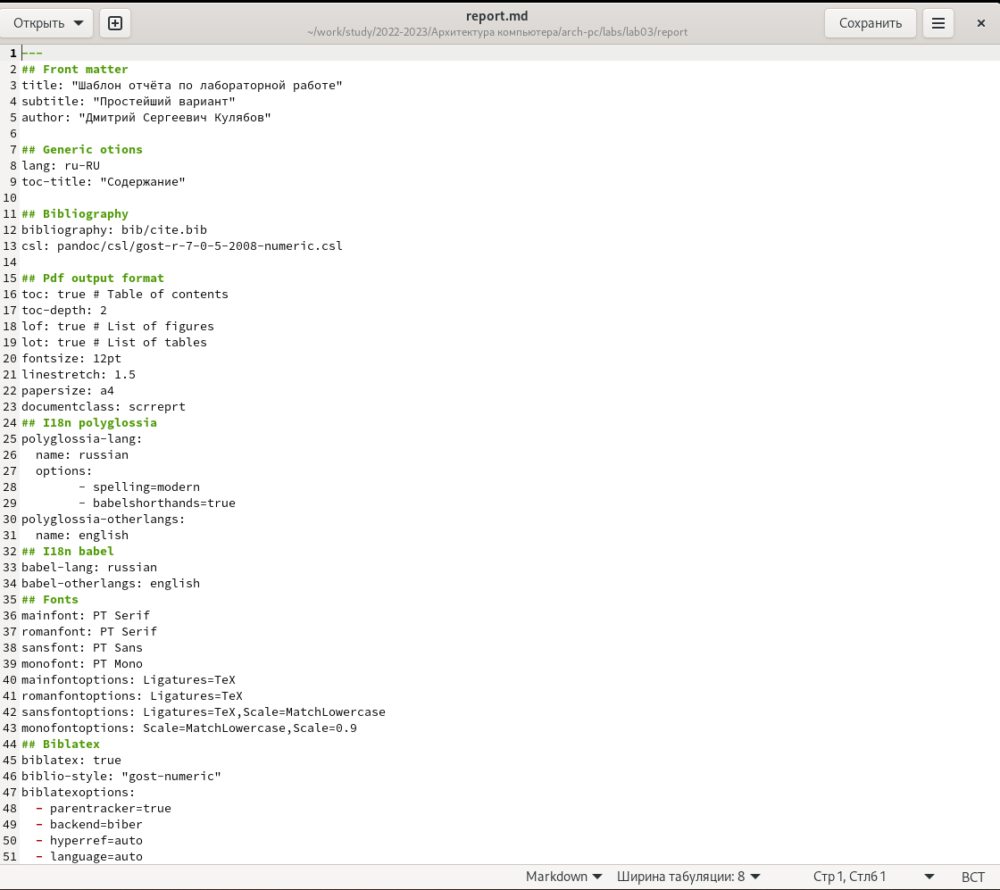 Открыть
report.md
~/work/study/2022-2023/Архитектура компьютера/arch-pc/labs/lab03/report
Сохранить
1 ---
2 ## Front matter
3 title: "Шаблон отчёта по лабораторной работе"
4 subtitle: "Простейший вариант"
5 author: "Дмитрий Сергеевич Кулябов"
6
7 ## Generic otions
8 lang: ru-RU
9 toc-title: "Содержание"
10
11 ## Bibliography
12 bibliography: bib/cite.bib
13 csl: pandoc/csl/gost-r-7-0-5-2008-numeric.csl
14
15 ## Pdf output format
16 toc: true # Table of contents
17 toc-depth: 2
18 lof: true # List of figures
19 lot: true # List of tables
20 fontsize: 12pt
21 linestretch: 1.5
22 papersize: a4
23 documentclass: scrreprt
24 ## I18n polyglossia
25 polyglossia-lang:
26   name: russian
27   options:
28         - spelling=modern
29         - babelshorthands=true
30 polyglossia-otherlangs:
31   name: english
32 ## I18n babel
33 babel-lang: russian
34 babel-otherlangs: english
35 ## Fonts
36 mainfont: PT Serif
37 romanfont: PT Serif
38 sansfont: PT Sans
39 monofont: PT Mono
40 mainfontoptions: Ligatures=TeX
41 romanfontoptions: Ligatures=TeX
42 sansfontoptions: Ligatures=TeX,Scale=MatchLowercase
43 monofontoptions: Scale=MatchLowercase,Scale=0.9
44 ## Biblatex
45 biblatex: true
46 biblio-style: "gost-numeric"
47 biblatexoptions:
48   - parentracker=true
49   - backend=biber
50   - hyperref=auto
51   - language=auto
Markdown Ширина табуляции: 8 Стр 1, Стлб 1 ВСТ